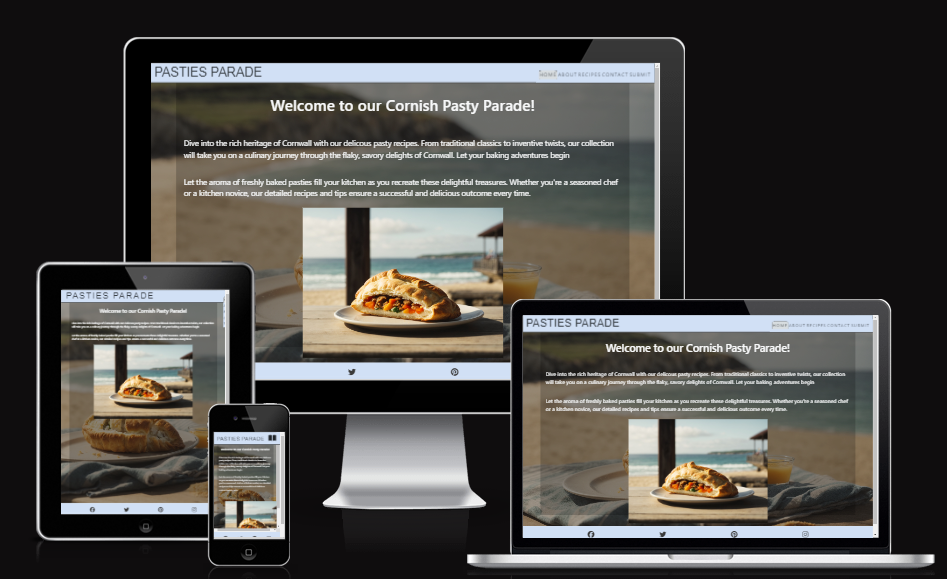 PASTIES PARADE
HOME ABOUT RECIPES CONTACT SUBMIT
Welcome to our Cornish Pasty Parade!
Dive into the rich heritage of Cornwall with our delicous pasty recipes. From traditional classics to inventive twists, our collection
will take you on a culinary journey through the flaky, savory delights of Cornwall. Let your baking adventures begin
Let the aroma of freshly baked pasties fill your kitchen as you recreate these delightful treasures. Whether you're a seasoned chef
or a kitchen novice, our detailed recipes and tips ensure a successful and delicious outcome every time.
PASTIES PARADE
Welcome to our Cornish Pasty Parade!
PASTIES PARADE
PASTIES PARADE
HOME ABOUT RECIPES CONTACT SUBMIT
Welcome to our Cornish Pasty Parade!
Dive into the rich heritage of Cornwall with our delicous pasty recipes. From traditional classics to inventive twists, our collection
will take you on a culinary journey through the flaky, savory delights of Cornwall. Let your baking adventures begin
Let the aroma of freshly baked pasties fill your kitchen as you recreate these delightful treasures. Whether you're a seasoned chef
or a kitchen novice, our detailed recipes and tips ensure a successful and delicious outcome every time.